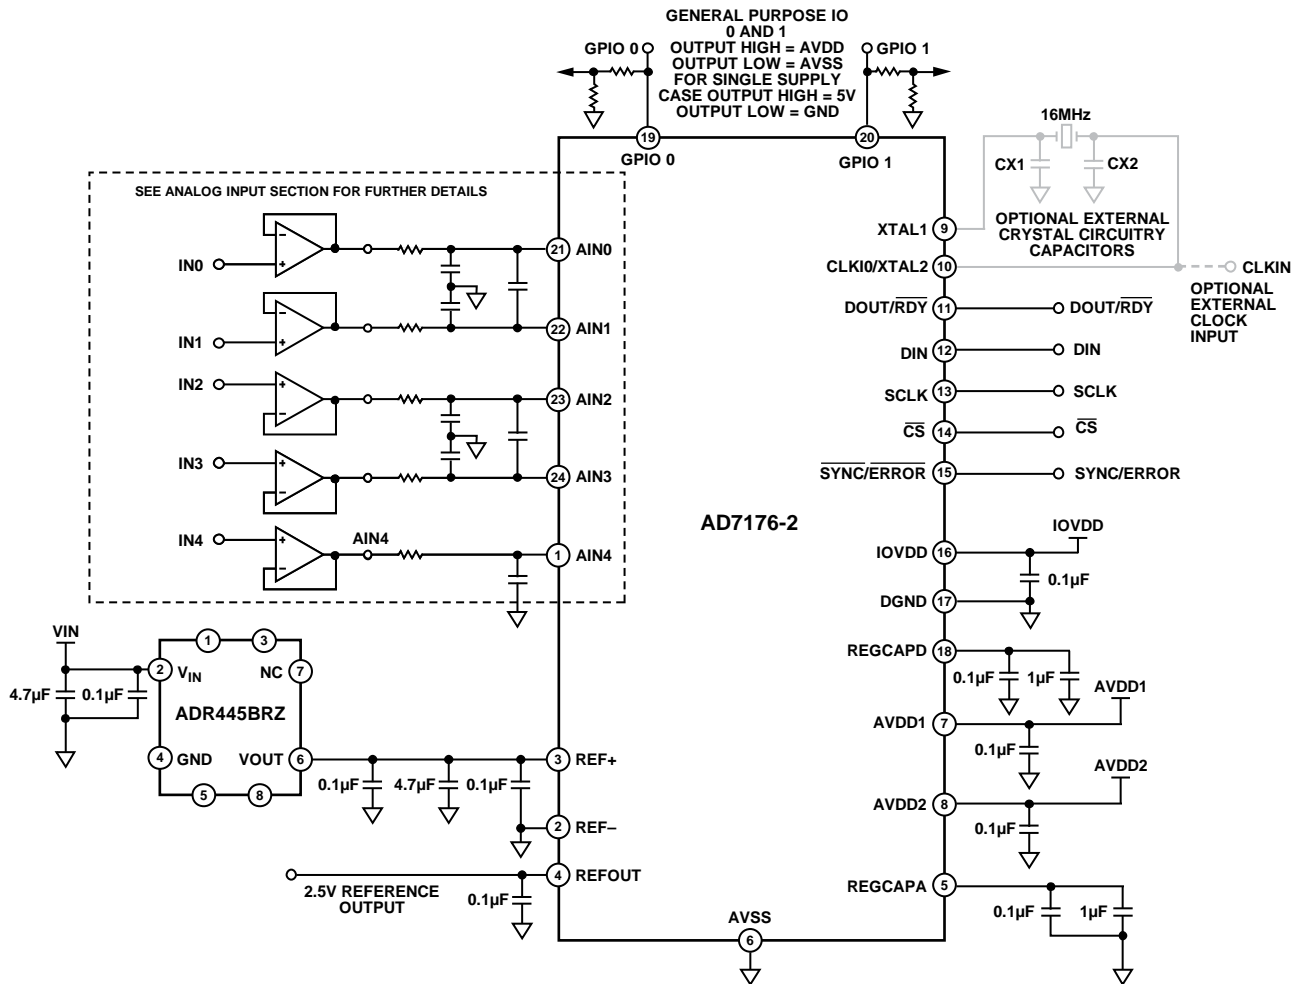 GENERAL PURPOSE IO
0 AND 1
OUTPUT HIGH = AVDD
OUTPUT LOW = AVSS
FOR SINGLE SUPPLY
CASE OUTPUT HIGH = 5V
OUTPUT LOW = GND
GPIO 0
GPIO 1
19
GPIO 0
20
GPIO 1
16MHz
CX1
CX2
OPTIONAL EXTERNAL
CRYSTAL CIRCUITRY
CAPACITORS
SEE ANALOG INPUT SECTION FOR FURTHER DETAILS
IN0
–
+
21
AIN0
IN1
–
+
22
AIN1
IN2
+
–
23
AIN2
IN3
+
–
24
AIN3
IN4
+
–
AIN4
1
AIN4
XTAL1
9
CLKI0/XTAL2
10
CLKIN
OPTIONAL
EXTERNAL
CLOCK
INPUT
DOUT/RDY
11
DOUT/RDY
DIN
12
DIN
SCLK
13
SCLK
CS
14
CS
SYNC/ERROR
15
SYNC/ERROR
AD7176-2
IOVDD
IOVDD
16
0.1µF
DGND
17
REGCAPD
18
0.1µF
1µF
AVDD1
AVDD1
7
0.1µF
AVDD2
AVDD2
8
0.1µF
REGCAPA
5
0.1µF
1µF
VIN
4.7µF
0.1µF
1
3
2
VIN
NC
7
ADR445BRZ
4
GND
VOUT
6
5
8
0.1µF
4.7µF
0.1µF
3
REF+
2
REF–
4
REFOUT
2.5V REFERENCE
OUTPUT
0.1µF
AVSS
6